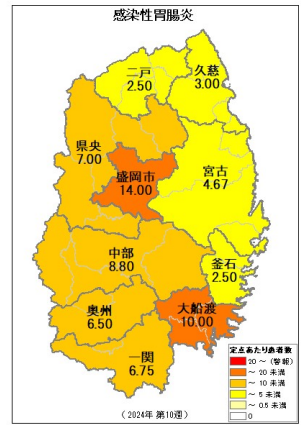 感染性胃腸炎
二戸
2.50
久慈
3.00
県央
7.00
盛岡市
14.00
宮古
4.67
中部
8.80
釜石
2.50
奥州
6.50
大船渡
10.00
一関
6.75
定点あたり患者数
20～（警報）
～ 20 未満
～ 10 未満
～ 5 未満
～ 0.5 未満
0
（2024年 第10週）